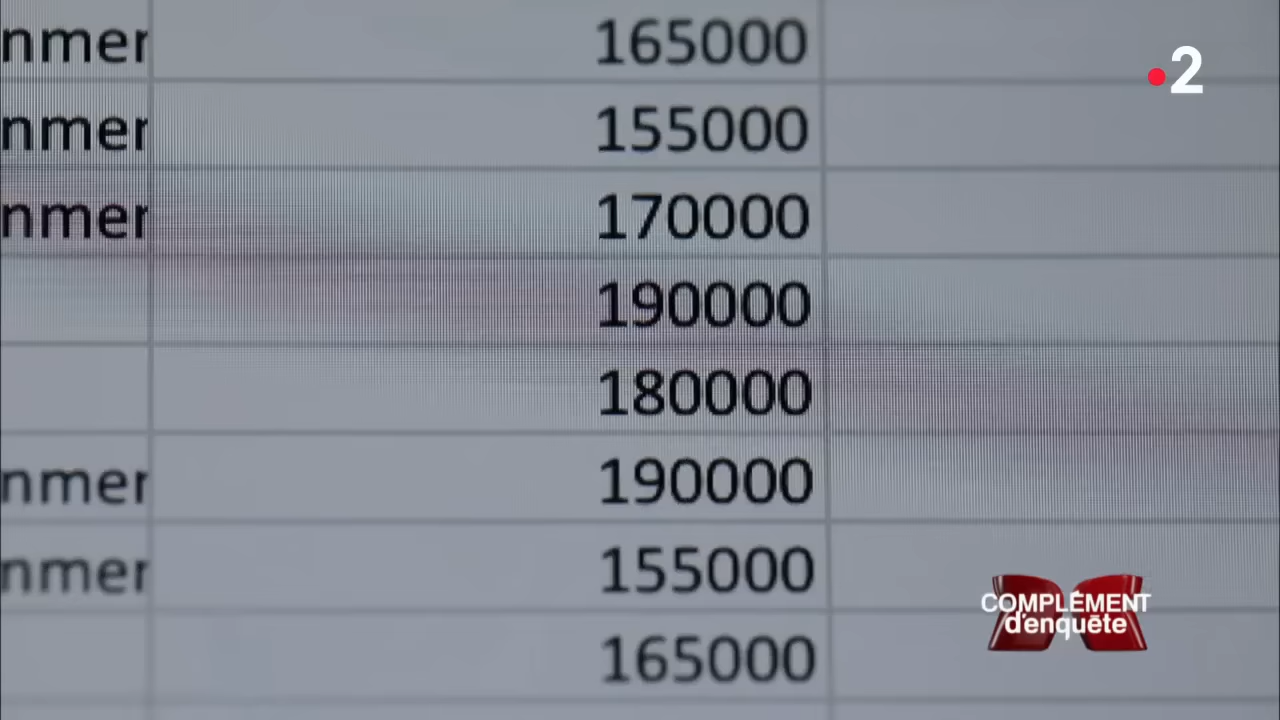 nmer 165000
2
nmer 155000
nmer 170000
190000
180000
nmer 190000
nmer 155000
165000
COMPLÉMENT
d'enquête